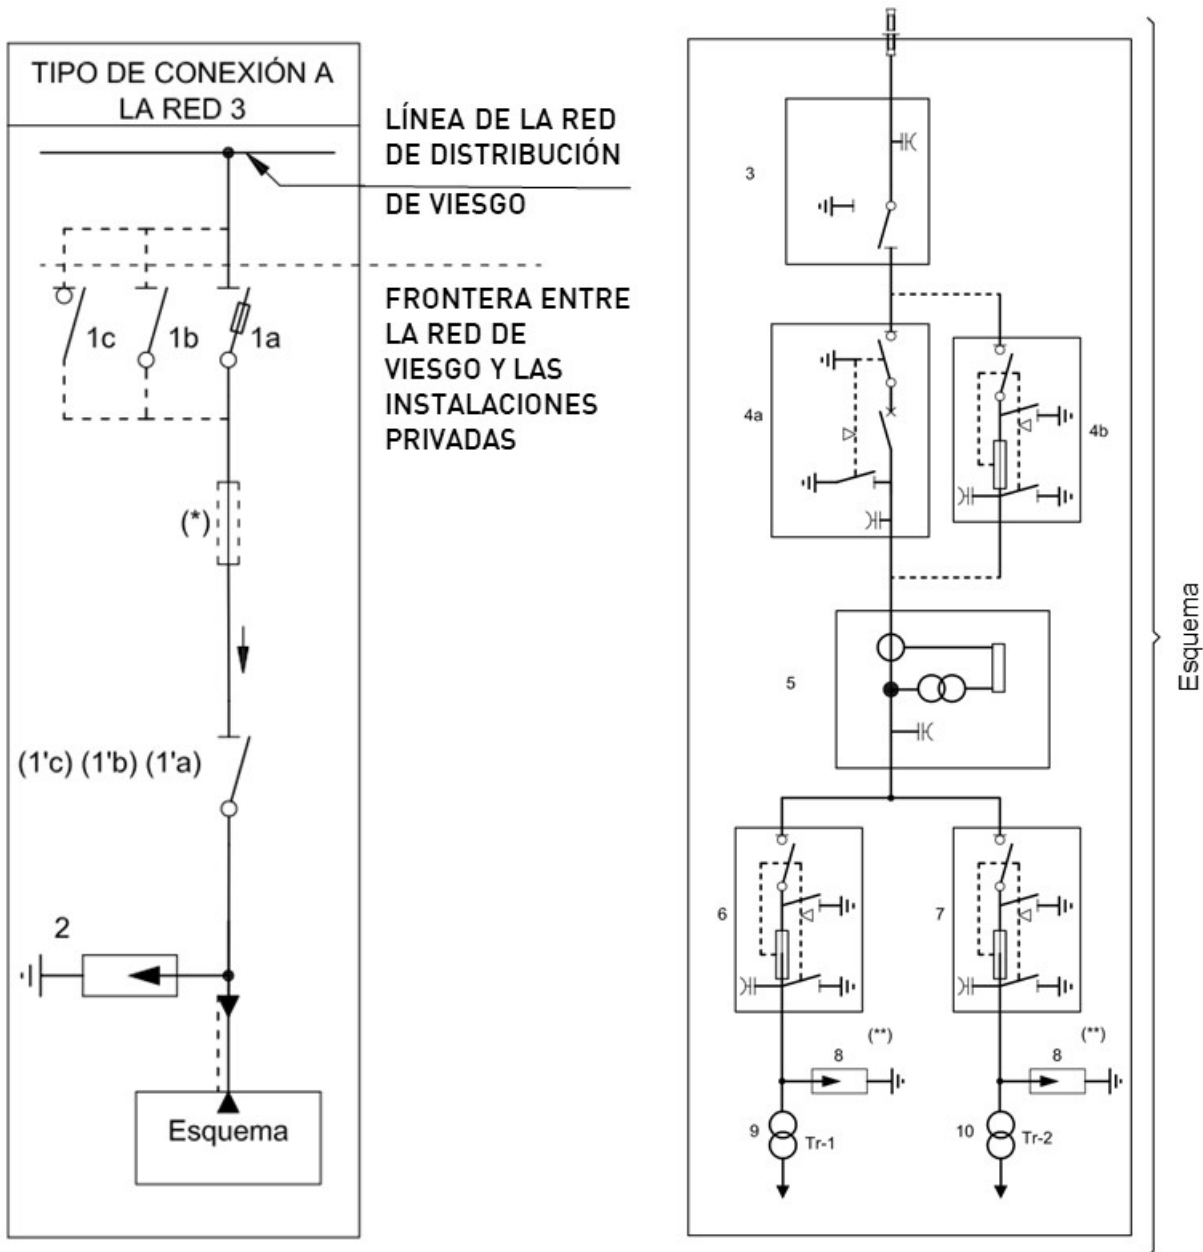 TIPO DE CONEXIÓN A
LA RED 3
LÍNEA DE LA RED
DE DISTRIBUCIÓN
DE VIESGO
FRONTERA ENTRE
LA RED DE
VIESGO Y LAS
INSTALACIONES
PRIVADAS
1c
1b
1a
(*)
(1'c) (1'b) (1'a)
2
Esquema
3
4a
4b
5
6
7
(**)
(**)
8
8
9
Tr-1
10
Tr-2
Esquema